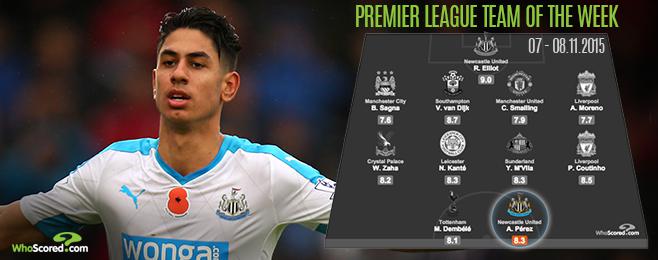 PREMIER LEAGUE TEAM OF THE WEEK
07 - 08.11.2015
Newcastle United
R. Elliot
9.0
Manchester City
B. Sagna
7.6
Southampton
V. van Dijk
8.7
Manchester United
C. Smalling
7.9
Liverpool
A. Moreno
7.7
Crystal Palace
W. Zaha
8.2
Leicester
N. Kanté
8.3
Sunderland
Y. M'Vila
8.3
Liverpool
P. Coutinho
8.5
Tottenham
M. Dembélé
8.1
Newcastle United
A. Pérez
8.3
WhoScored.com
WhoScored.com
wonga.com